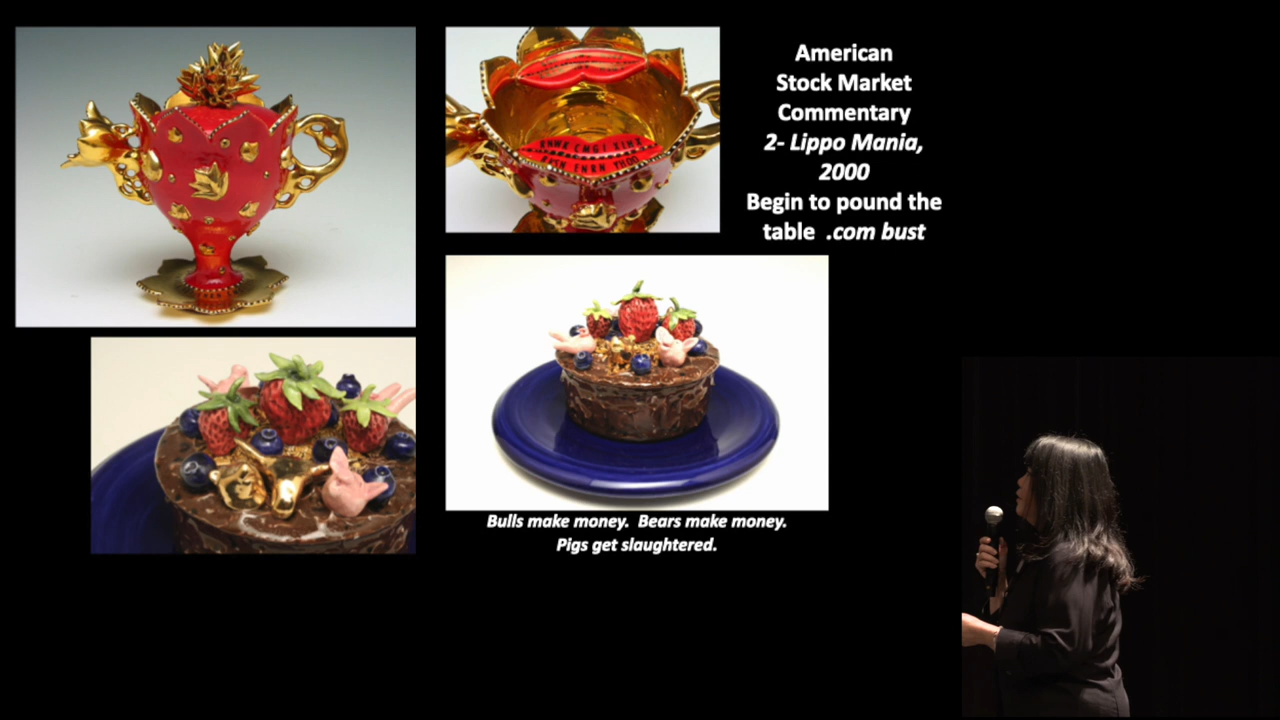 American
Stock Market
Commentary
2- Lippo Mania,
2000
Begin to pound the
table .com bust
Bulls make money. Bears make money.
Pigs get slaughtered.